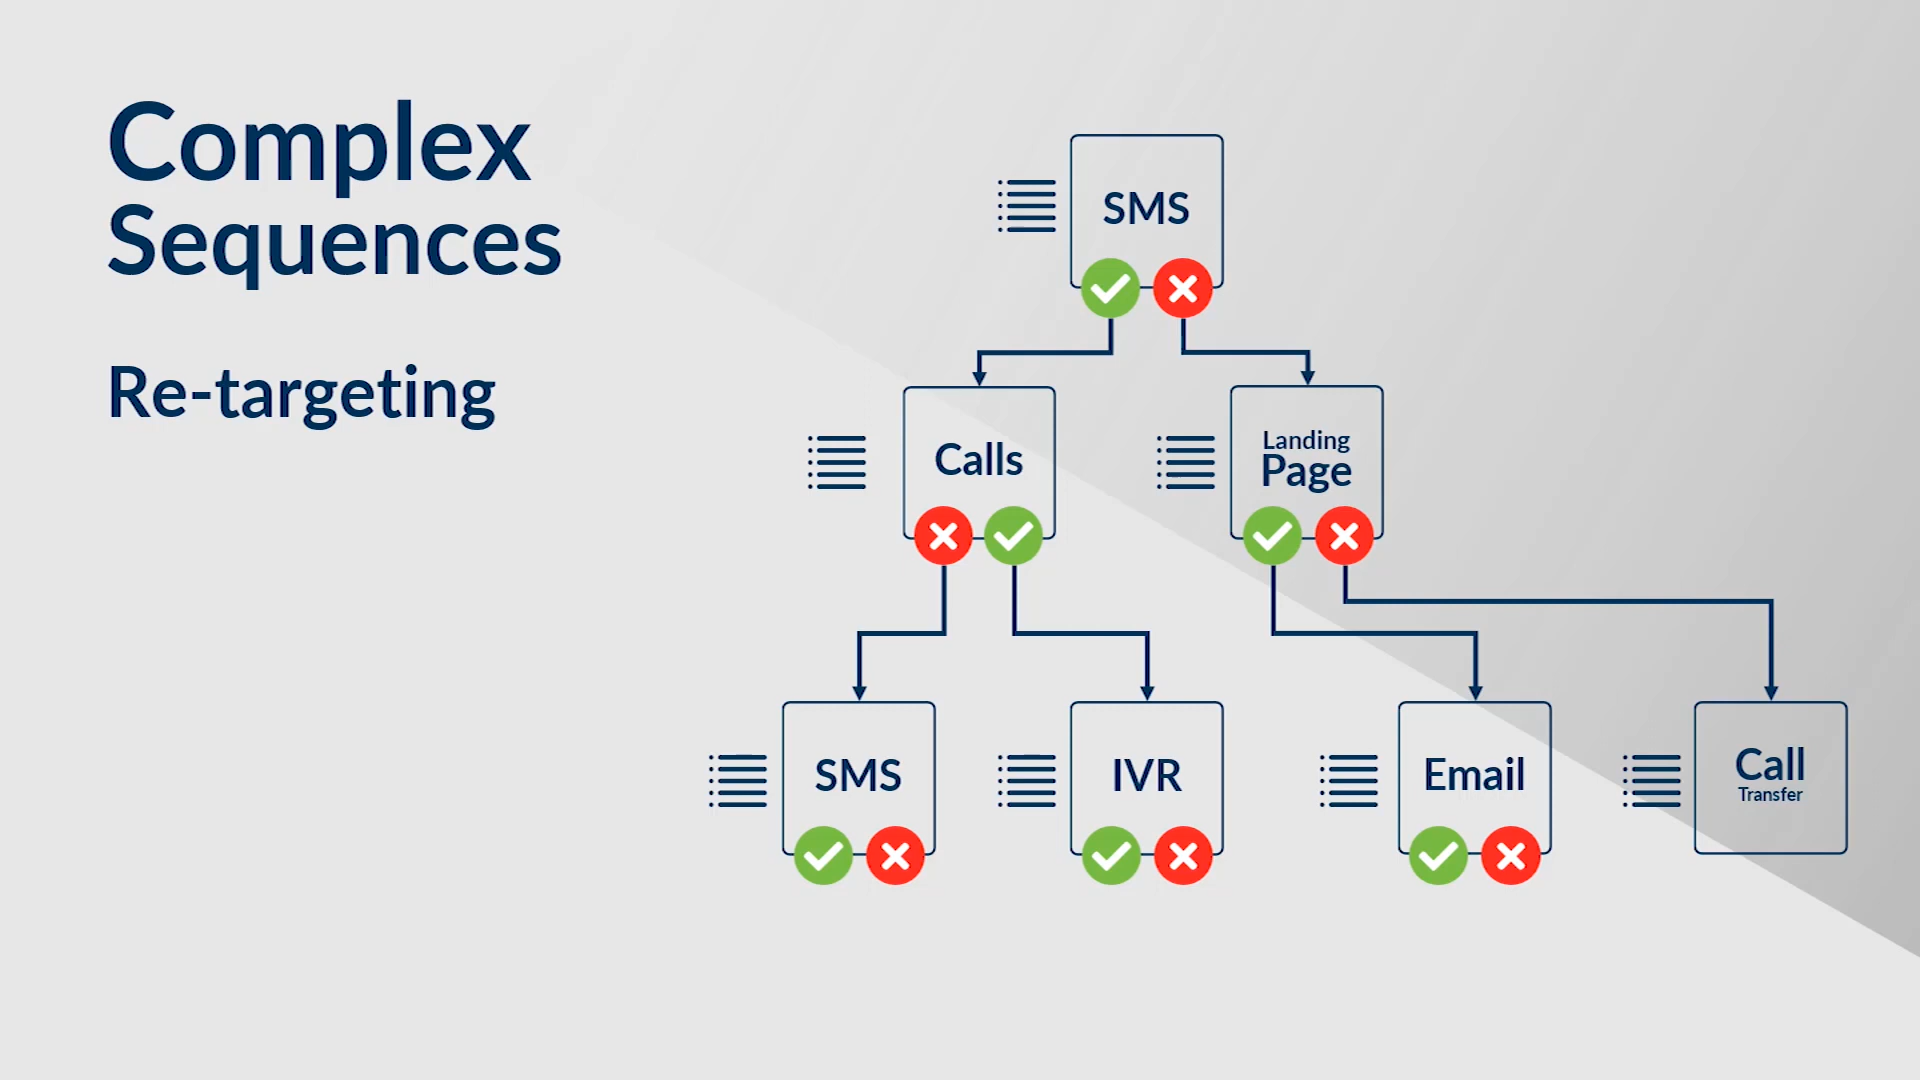 Complex
Sequences
Re-targeting
SMS
Calls
Landing
Page
SMS
IVR
Email
Call
Transfer